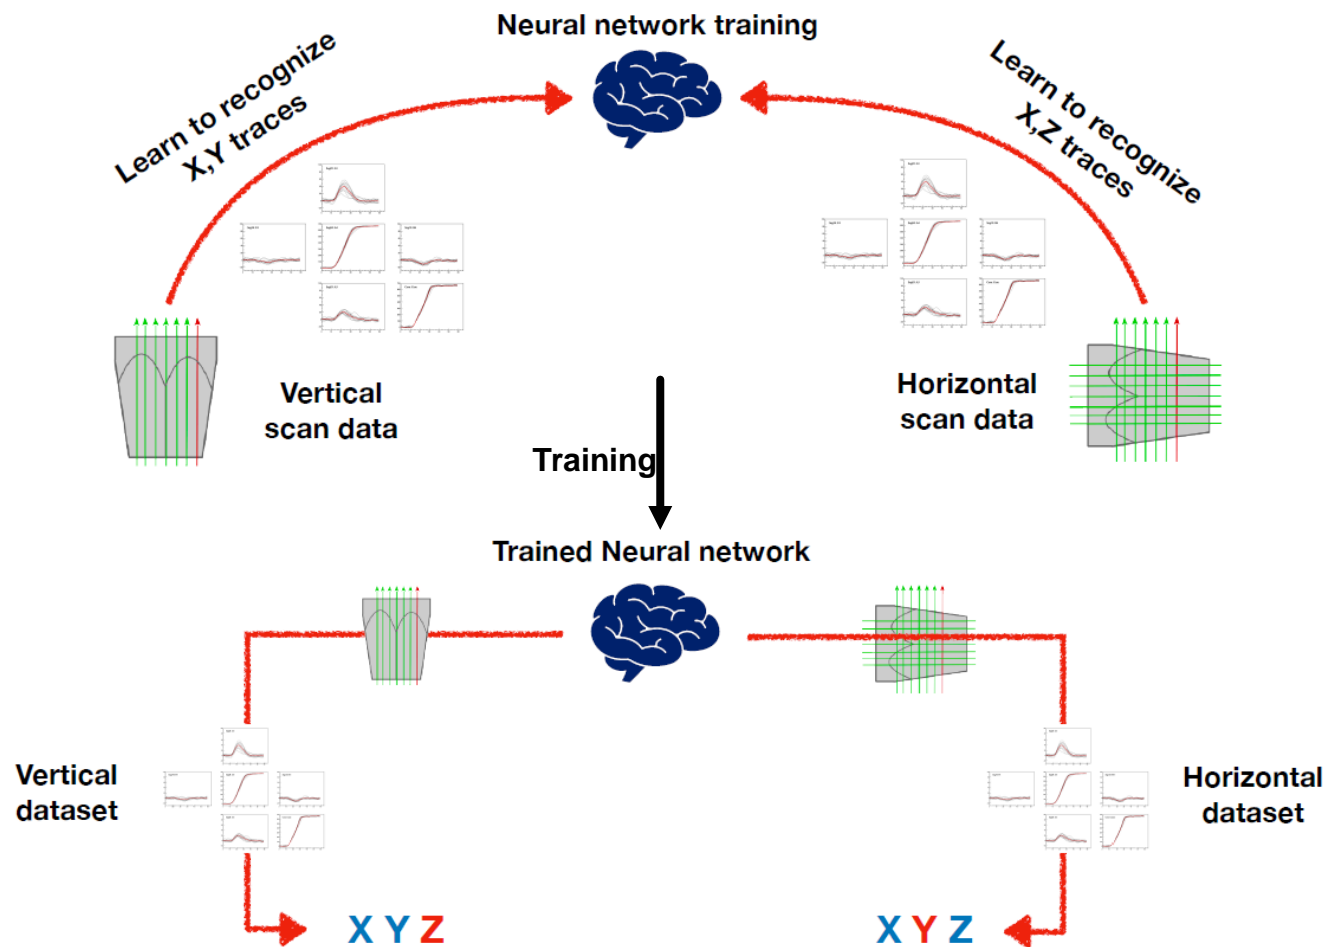 Neural network training
Learn to recognize
X,Y traces
Learn to recognize
X,Z traces
Vertical
scan data
Horizontal
scan data
Training
Trained Neural network
Vertical
dataset
Horizontal
dataset
X Y Z
X Y Z